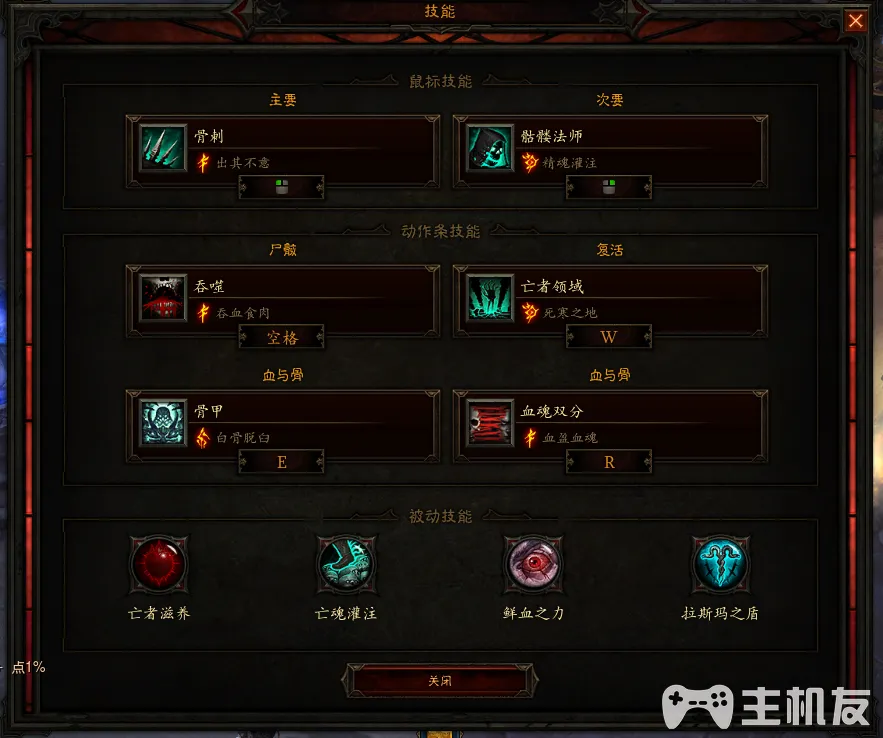 技能
鼠标技能
主要
次要
骨刺
出其不意
骷髅法师
精魂灌注
动作条技能
尸骸
复活
吞噬
吞血食肉
空格
亡者领域
死寒之地
W
血与骨
血与骨
骨甲
白骨脱臼
E
血魂双分
血盈血魂
R
被动技能
亡者滋养
亡魂灌注
鲜血之力
拉斯玛之盾
点1%
关闭
主机友